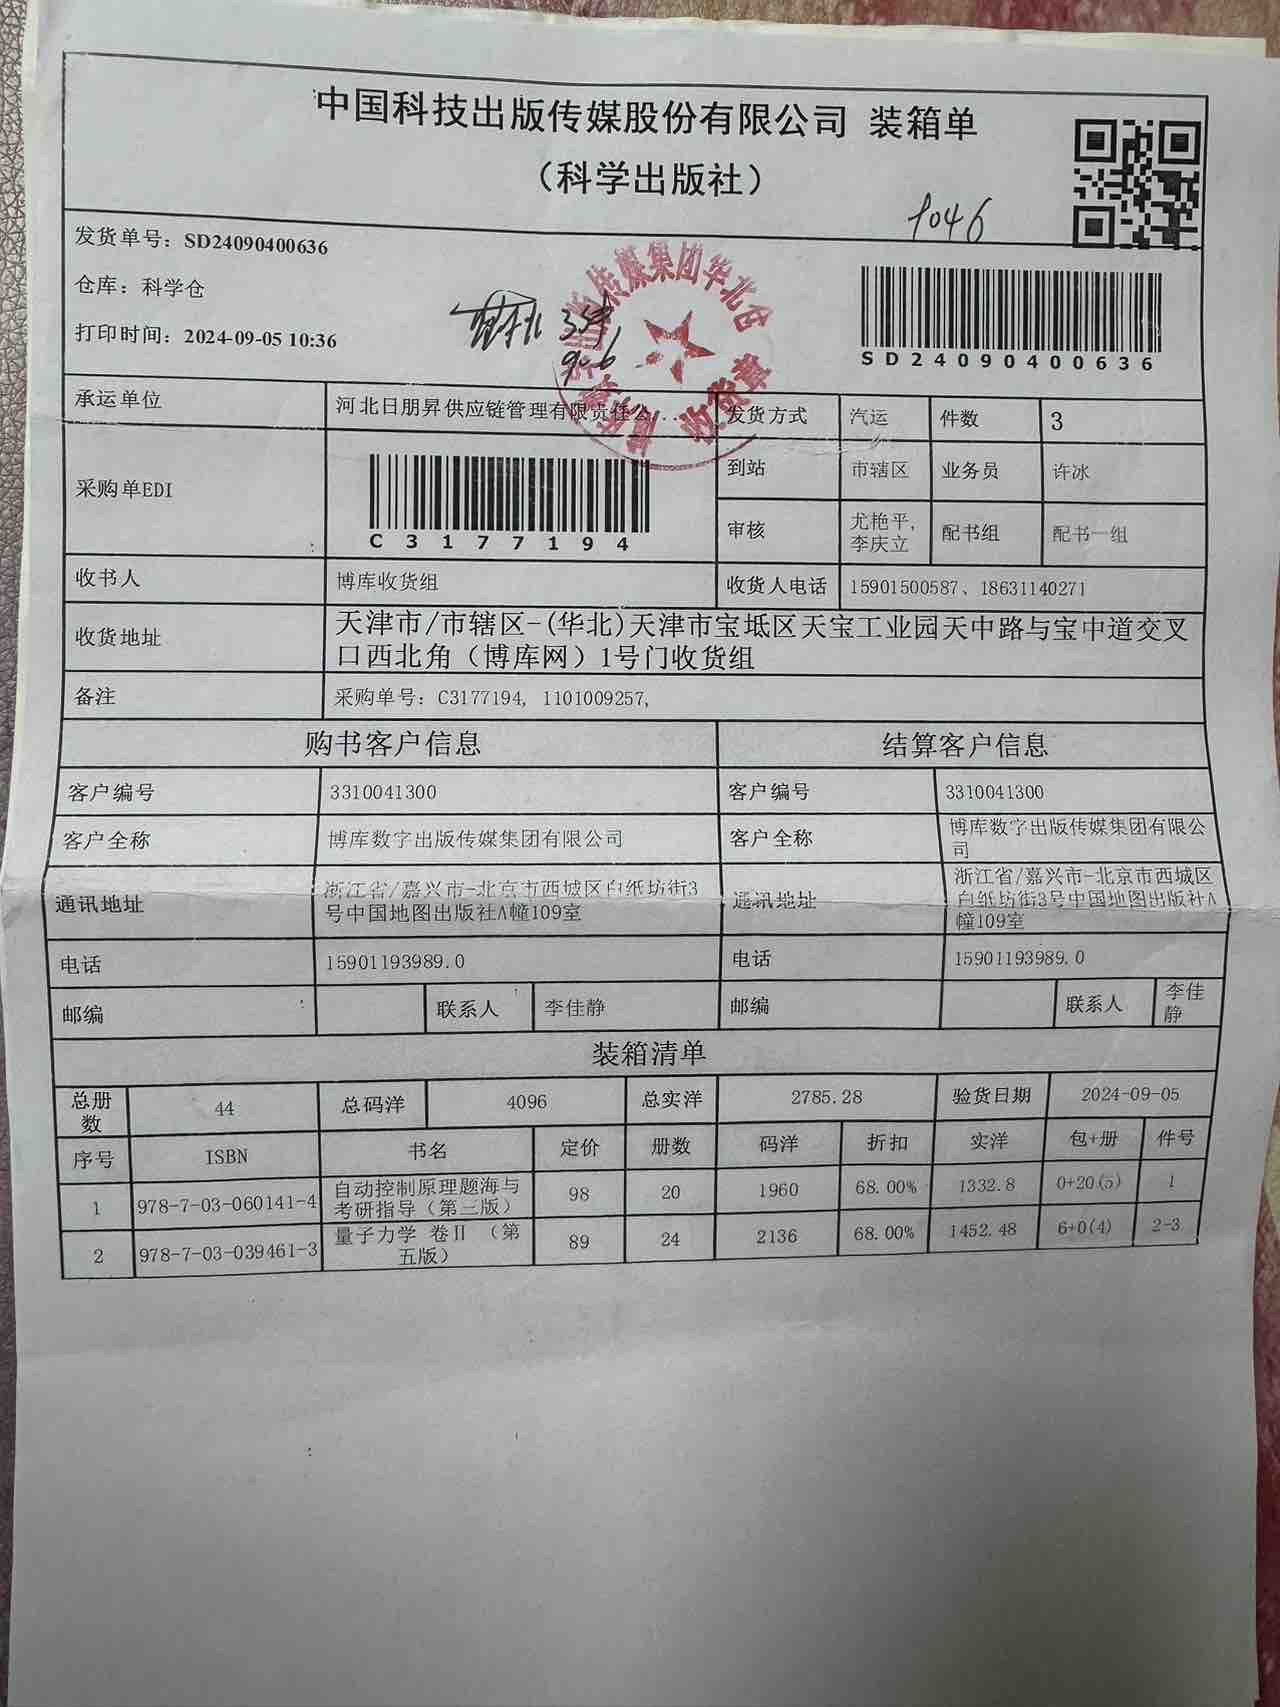 中国科技出版传媒股份有限公司 装箱单
(科学出版社)
1046
发货单号: SD24090400636
仓库: 科学仓
打印时间: 2024-09-05 10:36
传媒集团华北仓
SD24090400636
承运单位 河北日朋昇供应链管理有限责任公... 发货方式 汽运 件数 3
采购单EDI C3177194 到站 市辖区 业务员 许冰
审核 尤艳平, 李庆立 配书组 配书一组
收书人 博库收货组 收货人电话 15901500587、18631140271
收货地址 天津市/市辖区-(华北)天津市宝坻区天宝工业园天中路与宝中道交叉
口西北角(博库网)1号门收货组
备注 采购单号: C3177194, 1101009257,
购书客户信息 结算客户信息
客户编号 3310041300 客户编号 3310041300
客户全称 博库数字出版传媒集团有限公司 客户全称 博库数字出版传媒集团有限公司
通讯地址 浙江省/嘉兴市-北京市西城区白纸坊街3号中国地图出版社A幢109室 通讯地址 浙江省/嘉兴市-北京市西城区白纸坊街3号中国地图出版社A幢109室
电话 15901193989.0 电话 15901193989.0
邮编 联系人 李佳静 邮编 联系人 李佳静
装箱清单
总册数 44 总码洋 4096 总实洋 2785.28 验货日期 2024-09-05
序号 ISBN 书名 定价 册数 码洋 折扣 实洋 包+册 件号
1 978-7-03-060141-4 自动控制原理题海与考研指导(第三版) 98 20 1960 68.00% 1332.8 0+20(5) 1
2 978-7-03-039461-3 量子力学 卷II (第五版) 89 24 2136 68.00% 1452.48 6+0(4) 2-3